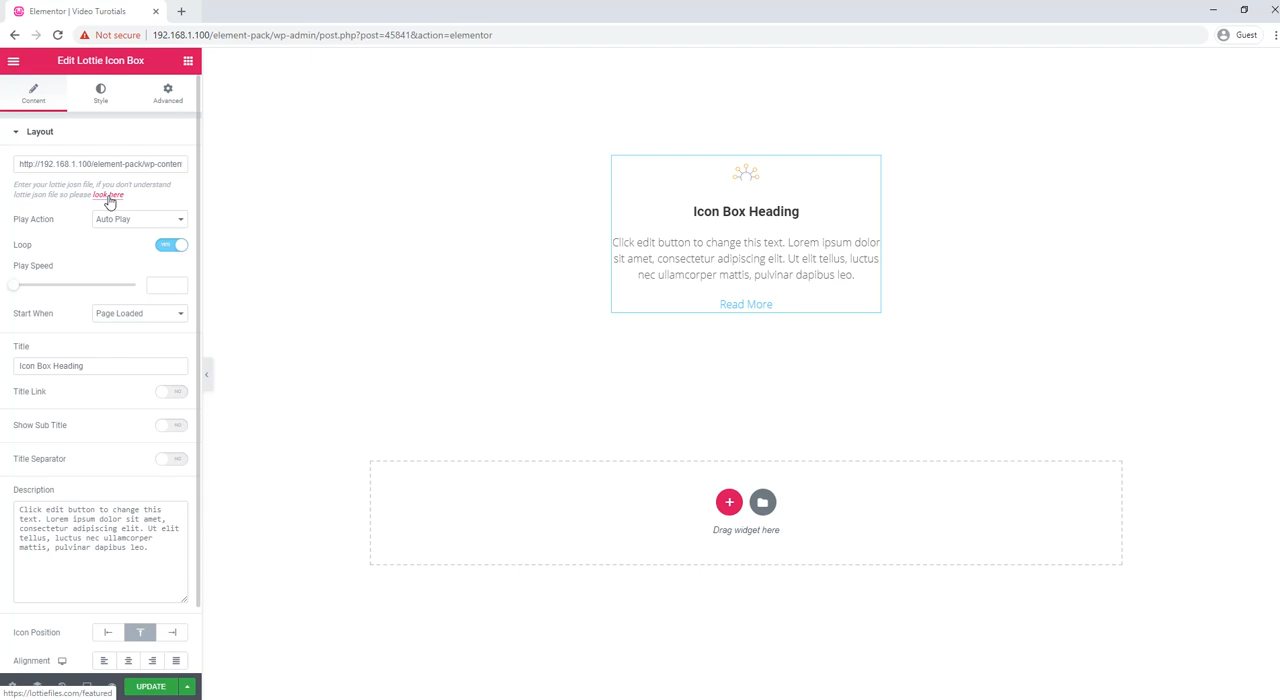 Elementor | Video Turotials
Not secure
192.168.1.100/element-pack/wp-admin/post.php?post=45841&action=elementor
Guest
Edit Lottie Icon Box
Content
Style
Advanced
Layout
http://192.168.1.100/element-pack/wp-conten
Enter your lottie josn file, if you don't understand
lottie json file so please look here
Play Action
Auto Play
Loop
Play Speed
Start When
Page Loaded
Title
Icon Box Heading
Title Link
NO
Show Sub Title
NO
Title Separator
NO
Description
Click edit button to change this
text. Lorem ipsum dolor sit amet,
consectetur adipiscing elit. Ut elit
tellus, luctus nec ullamcorper
mattis, pulvinar dapibus leo.
Icon Position
Alignment
UPDATE
https://lottiefiles.com/featured
Icon Box Heading
Click edit button to change this text. Lorem ipsum dolor
sit amet, consectetur adipiscing elit. Ut elit tellus, luctus
nec ullamcorper mattis, pulvinar dapibus leo.
Read More
Drag widget here